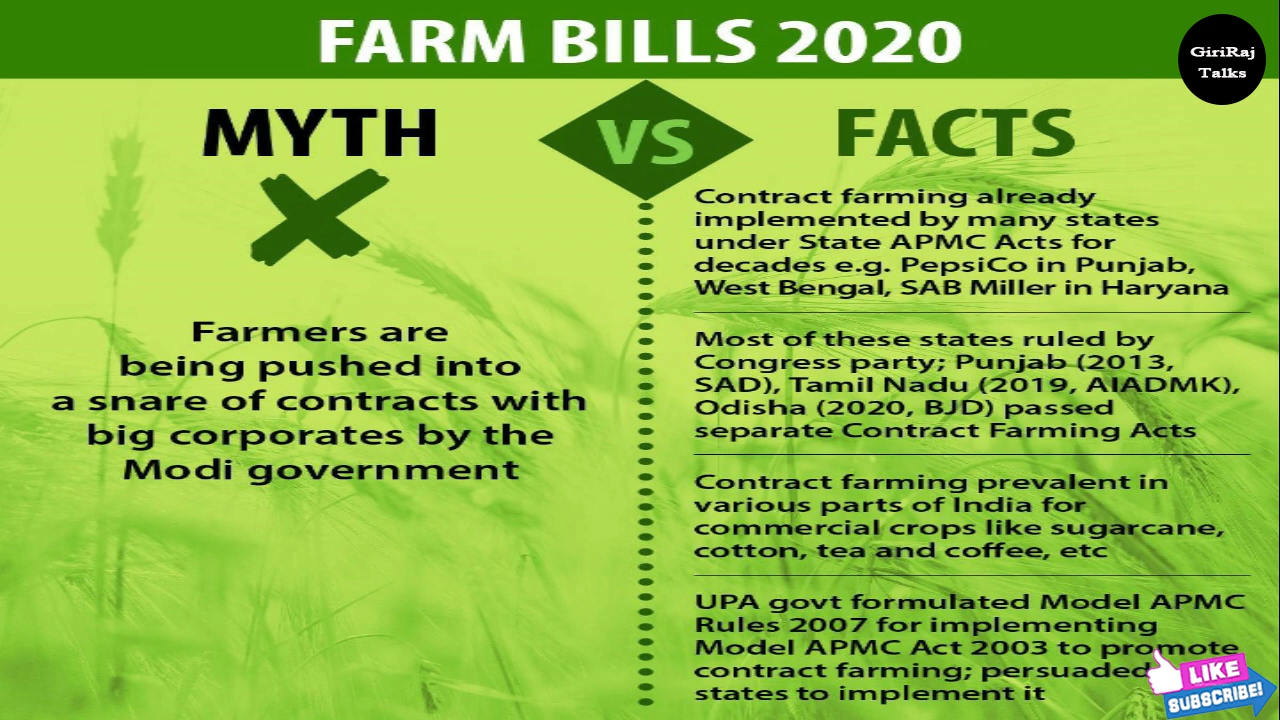 FARM BILLS 2020
GiriRaj
Talks
MYTH
VS
FACTS
Farmers are
being pushed into
a snare of contracts with
big corporates by the
Modi government
Contract farming already
implemented by many states
under State APMC Acts for
decades e.g. PepsiCo in Punjab,
West Bengal, SAB Miller in Haryana
Most of these states ruled by
Congress party; Punjab (2013,
SAD), Tamil Nadu (2019, AIADMK),
Odisha (2020, BJD) passed
separate Contract Farming Acts
Contract farming prevalent in
various parts of India for
commercial crops like sugarcane,
cotton, tea and coffee, etc
UPA govt formulated Model APMC
Rules 2007 for implementing
Model APMC Act 2003 to promote
contract farming; persuaded
states to implement it
LIKE
SUBSCRIBE!